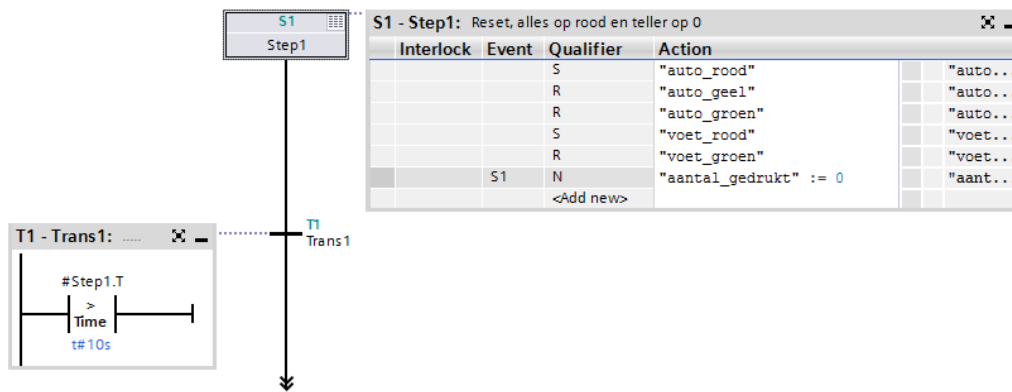 S1
Step1
S1 - Step1: Reset, alles op rood en teller op 0
Interlock Event Qualifier Action
S "auto_rood" "auto...
R "auto_geel" "auto...
R "auto_groen" "auto...
S "voet_rood" "voet...
R "voet_groen" "voet...
S1 N "aantal_gedrukt" := 0 "aant...
<Add new>
T1
Trans1
T1 - Trans1: .....
#Step1.T
>
Time
t#10s